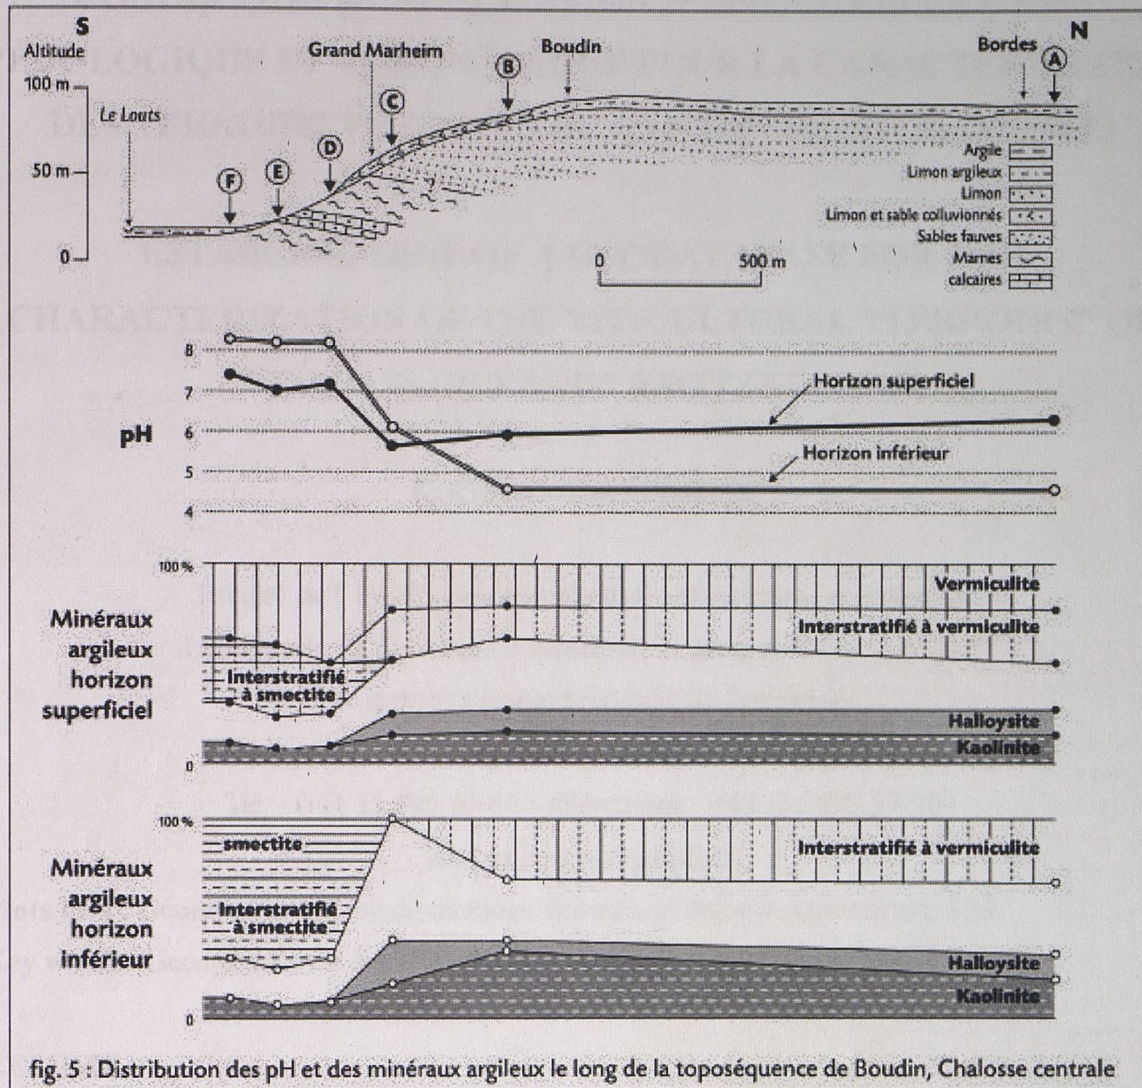 S
N
Altitude
Grand Marheim
Boudin
Bordes
A
B
100 m
C
Le Louts
D
50 m
E
F
0
0
500 m
Argile
Limon argileux
Limon
Limon et sable colluvionnés
Sables fauves
Marnes
calcaires
8
7
6
5
4
pH
Horizon superficiel
Horizon inférieur
100 %
Minéraux
argileux
horizon
superficiel
Vermiculite
Interstratifié à vermiculite
Interstratifié
à smectite
Halloysite
Kaolinite
0
100 %
Minéraux
argileux
horizon
inférieur
smectite
Interstratifié à vermiculite
Interstratifié
à smectite
Halloysite
Kaolinite
0
fig. 5 : Distribution des pH et des minéraux argileux le long de la toposéquence de Boudin, Chalosse centrale